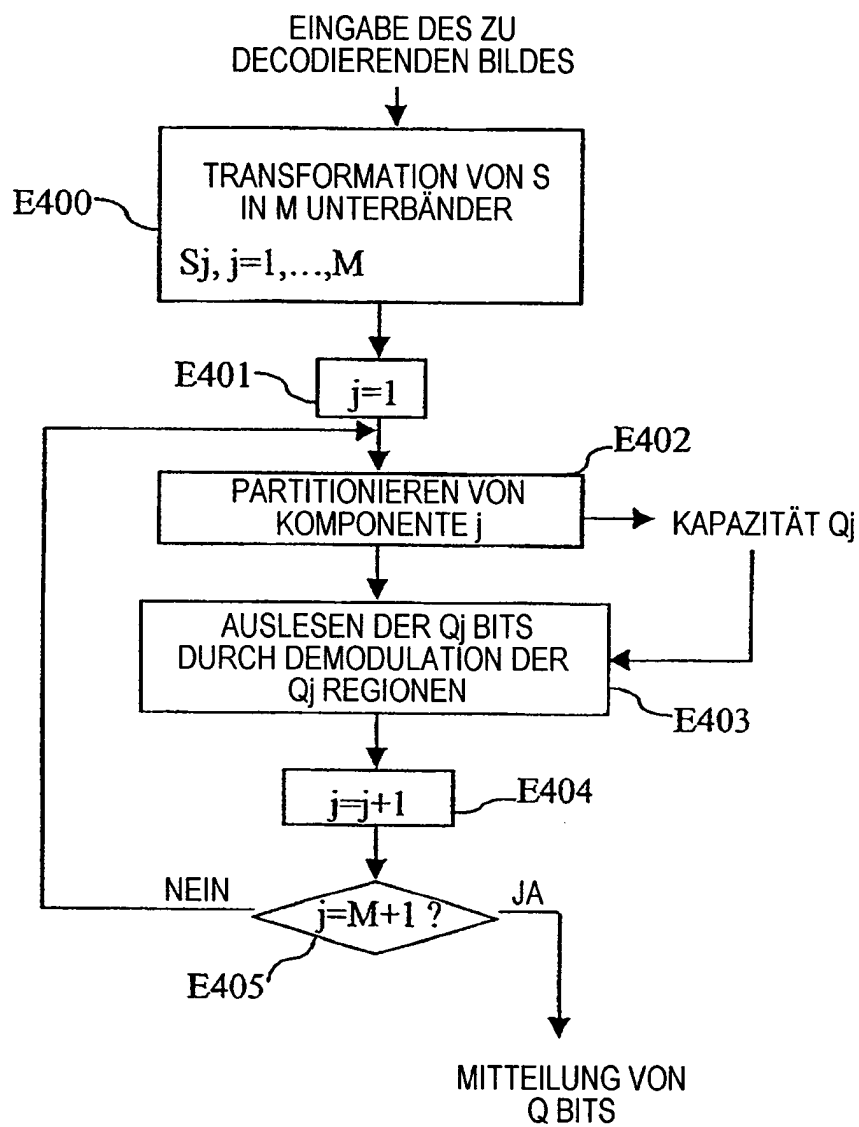 EINGABE DES ZU
DECODIERENDEN BILDES
TRANSFORMATION VON S
IN M UNTERBÄNDER
Sj, j=1,...,M
E400
E401
j=1
E402
PARTITIONIEREN VON
KOMPONENTE j
KAPAZITÄT Qj
AUSLESEN DER Qj BITS
DURCH DEMODULATION DER
Qj REGIONEN
E403
j=j+1
E404
NEIN
JA
j=M+1 ?
E405
MITTEILUNG VON
Q BITS